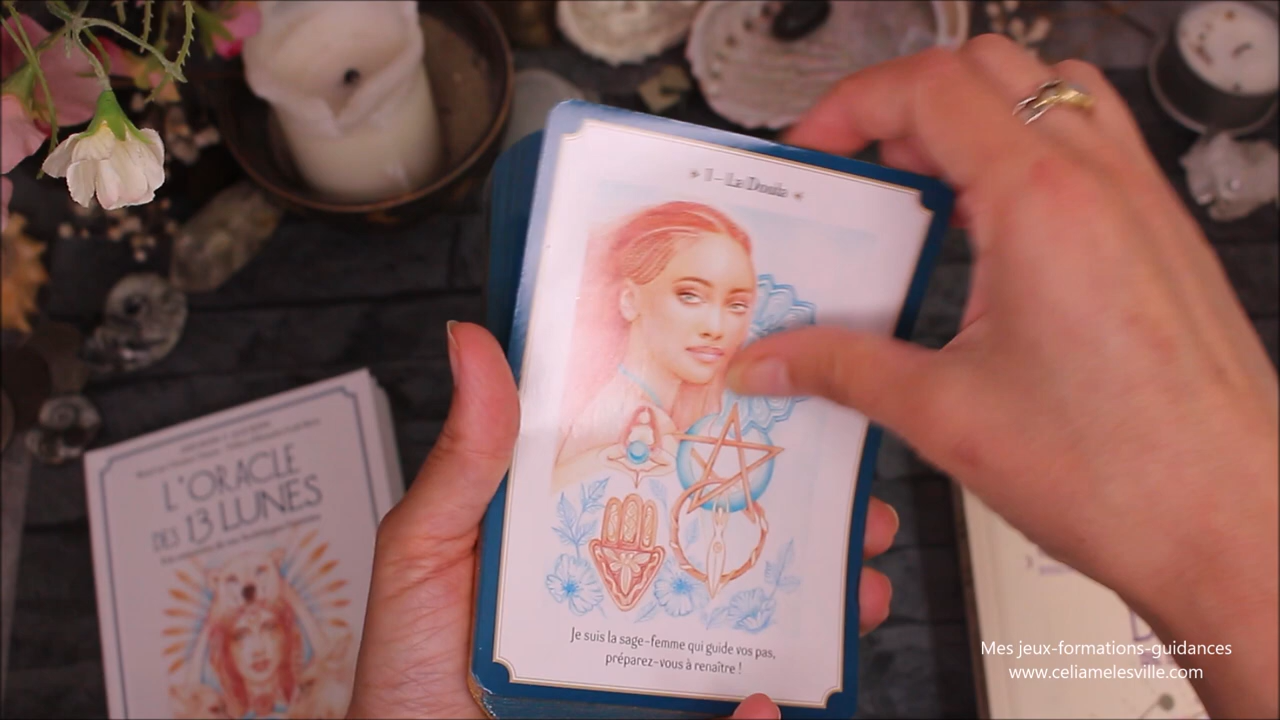 I - La Doula
Je suis la sage-femme qui guide vos pas,
préparez-vous à renaître !
L'ORACLE
DES 13 LUNES
Mes jeux-formations-guidances
www.celiamelesville.com